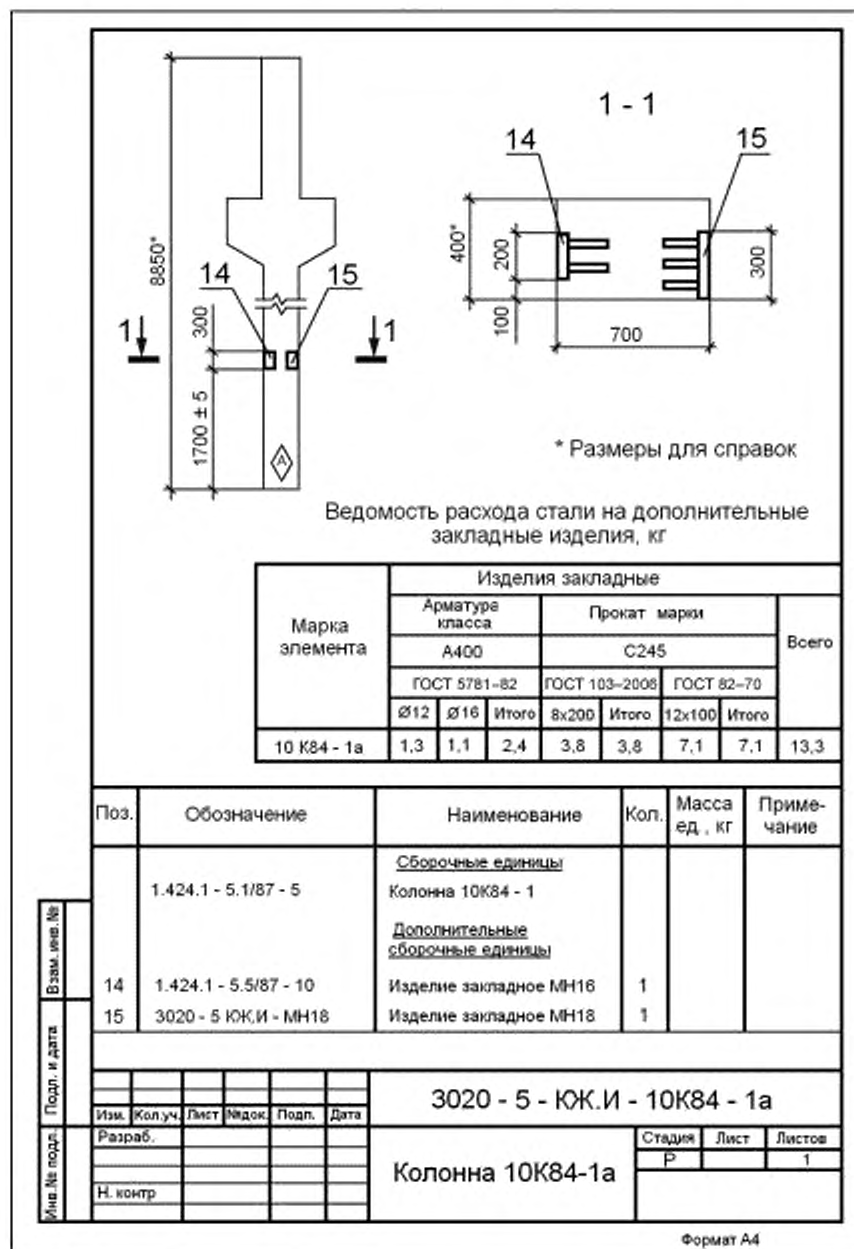 1 - 1
14
15
8850*
14
15
300
1
1
1700 ± 5
A
400*
200
100
300
700
* Размеры для справок
Ведомость расхода стали на дополнительные
закладные изделия, кг
Марка
элемента
Изделия закладные
Арматура
класса
Прокат марки
Всего
А400
С245
ГОСТ 5781-82
ГОСТ 103-2006
ГОСТ 82-70
Ø12
Ø16
Итого
8х200
Итого
12х100
Итого
10 К84 - 1а
1,3
1,1
2,4
3,8
3,8
7,1
7,1
13,3
Поз.
Обозначение
Наименование
Кол.
Масса
ед., кг
Приме-
чание
Сборочные единицы
1.424.1 - 5.1/87 - 5
Колонна 10К84 - 1
Дополнительные
сборочные единицы
14
1.424.1 - 5.5/87 - 10
Изделие закладное МН16
1
15
3020 - 5 КЖ.И - МН18
Изделие закладное МН18
1
Взам. инв.№
Подп. и дата
Инв.№ подл.
Изм.
Кол.уч.
Лист
№док.
Подп.
Дата
3020 - 5 - КЖ.И - 10К84 - 1а
Разраб.
Н. контр
Колонна 10К84-1а
Стадия
Лист
Листов
Р
1
Формат А4